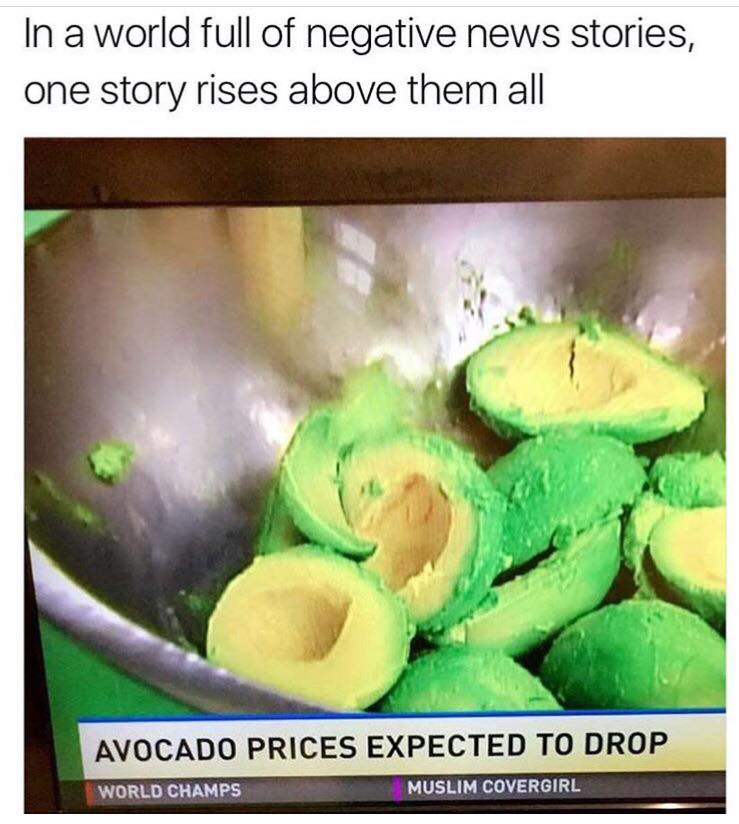 In a world full of negative news stories,
one story rises above them all
AVOCADO PRICES EXPECTED TO DROP
WORLD CHAMPS MUSLIM COVERGIRL